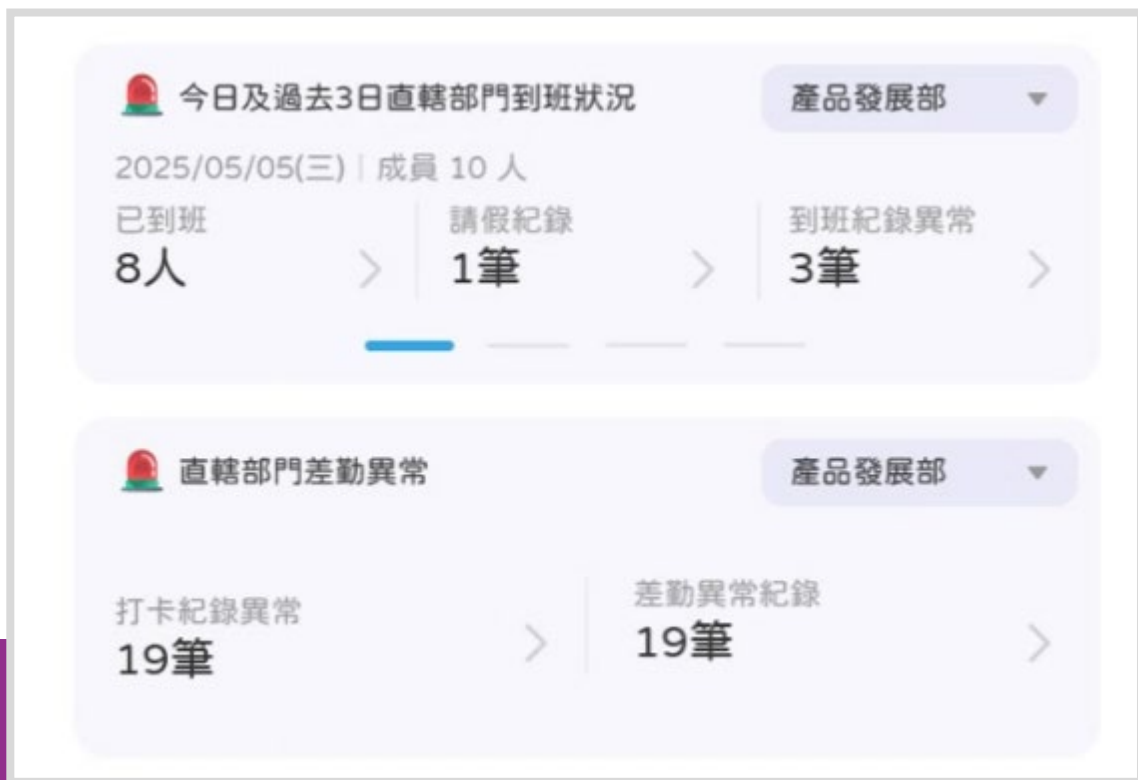 今日及過去3日直轄部門到班狀況
產品發展部
2025/05/05(三)｜成員 10 人
已到班
8人
請假紀錄
1筆
到班紀錄異常
3筆
直轄部門差勤異常
產品發展部
打卡紀錄異常
19筆
差勤異常紀錄
19筆